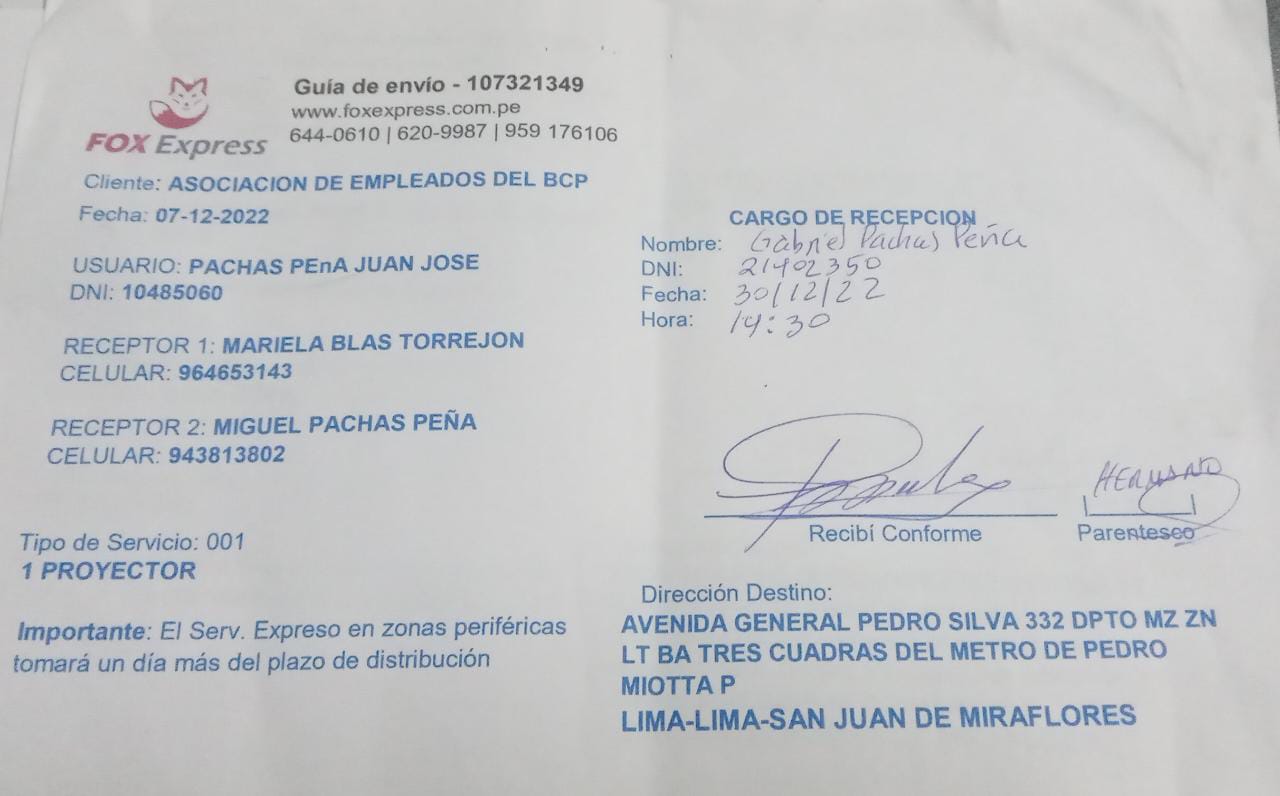 FOX Express
Guía de envío - 107321349
www.foxexpress.com.pe
644-0610 | 620-9987 | 959 176106
Cliente: ASOCIACION DE EMPLEADOS DEL BCP
Fecha: 07-12-2022
USUARIO: PACHAS PEnA JUAN JOSE
DNI: 10485060
RECEPTOR 1: MARIELA BLAS TORREJON
CELULAR: 964653143
RECEPTOR 2: MIGUEL PACHAS PEÑA
CELULAR: 943813802
Tipo de Servicio: 001
1 PROYECTOR
Importante: El Serv. Expreso en zonas periféricas
tomará un día más del plazo de distribución
CARGO DE RECEPCION
Nombre: Gabriel Pachas Peña
DNI: 21402350
Fecha: 30/12/22
Hora: 14:30
Recibí Conforme
HERMANO
Parentesco
Dirección Destino:
AVENIDA GENERAL PEDRO SILVA 332 DPTO MZ ZN
LT BA TRES CUADRAS DEL METRO DE PEDRO
MIOTTA P
LIMA-LIMA-SAN JUAN DE MIRAFLORES